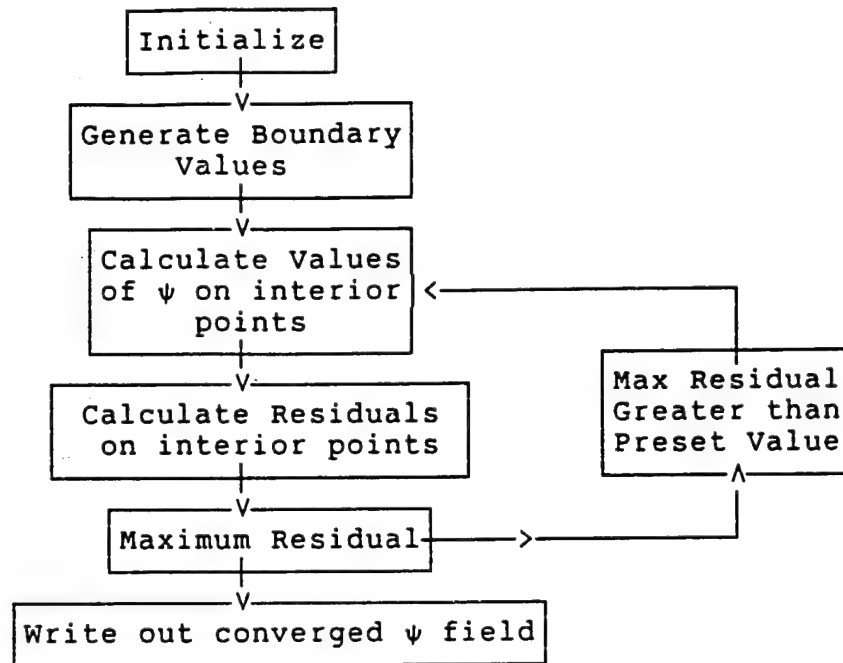 Initialize
Generate Boundary
Values
Calculate Values
of ψ on interior
points
Calculate Residuals
on interior points
Max Residual
Greater than
Preset Value
Maximum Residual
Write out converged ψ field